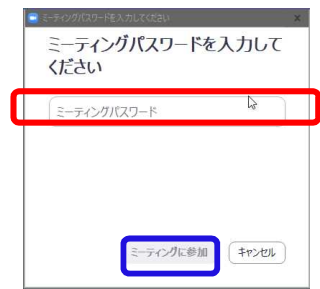 ミーティングパスワードを入力してください
ミーティングパスワードを入力して
ください
ミーティングパスワード
ミーティングに参加
キャンセル